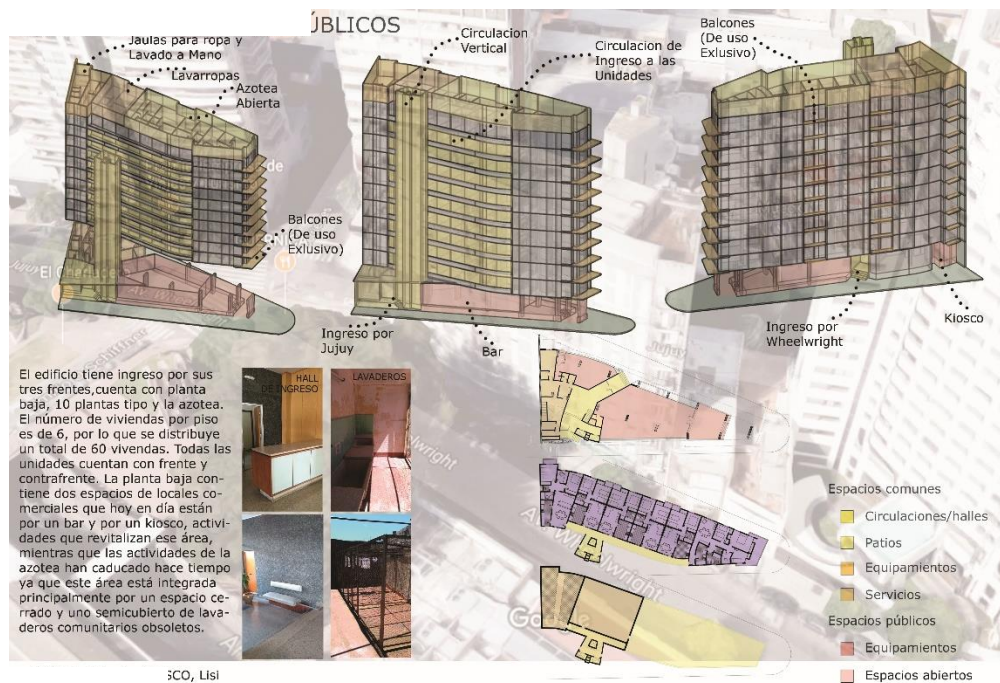 ÚBLICOS
Jaulas para ropa y
Lavado a Mano
Lavarropas
Azotea
Abierta
Balcones
(De uso
Exlusivo)
Circulacion
Vertical
Circulacion de
Ingreso a las
Unidades
Balcones
(De uso
Exlusivo)
Ingreso por
Jujuy
Bar
Ingreso por
Wheelwright
Kiosco
El edificio tiene ingreso por sus
tres frentes,cuenta con planta
baja, 10 plantas tipo y la azotea.
El número de viviendas por piso
es de 6, por lo que se distribuye
un total de 60 vivendas. Todas las
unidades cuentan con frente y
contrafrente. La planta baja con-
tiene dos espacios de locales co-
merciales que hoy en día están
por un bar y por un kiosco, activi-
dades que revitalizan ese área,
mientras que las actividades de la
azotea han caducado hace tiempo
ya que este área está integrada
principalmente por un espacio ce-
rrado y uno semicubierto de lava-
deros comunitarios obsoletos.
HALL
DE INGRESO
LAVADEROS
Espacios comunes
Circulaciones/halles
Patios
Equipamientos
Servicios
Espacios públicos
Equipamientos
Espacios abiertos
SCO, Lisi